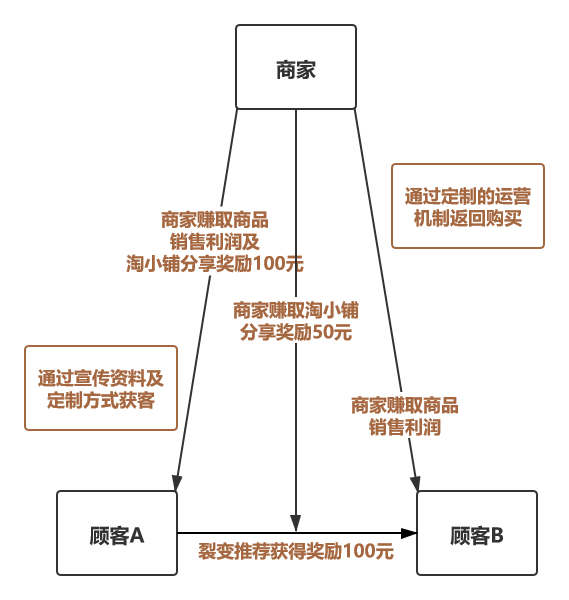 商家
通过定制的运营
机制返回购买
商家赚取商品
销售利润及
淘小铺分享奖励100元
商家赚取淘小铺
分享奖励50元
通过宣传资料及
定制方式获客
商家赚取商品
销售利润
顾客A
顾客B
裂变推荐获得奖励100元